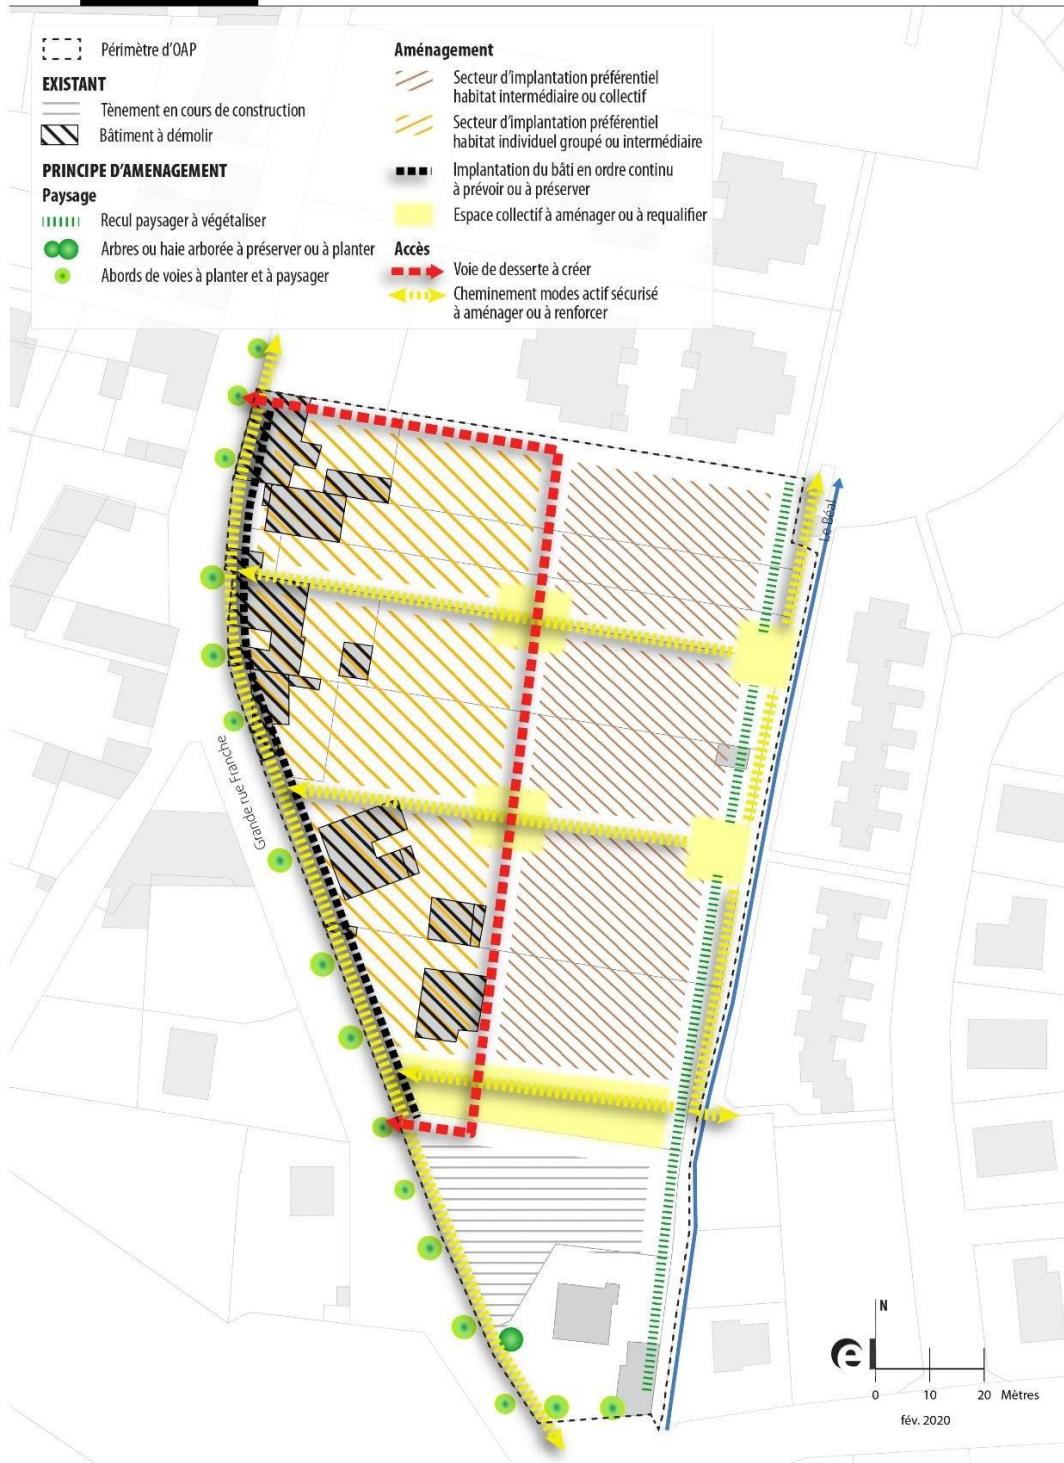 Périmètre d'OAP
EXISTANT
Tènement en cours de construction
Bâtiment à démolir
PRINCIPE D'AMENAGEMENT
Paysage
Recul paysager à végétaliser
Arbres ou haie arborée à préserver ou à planter
Abords de voies à planter et à paysager
Aménagement
Secteur d'implantation préférentiel
habitat intermédiaire ou collectif
Secteur d'implantation préférentiel
habitat individuel groupé ou intermédiaire
Implantation du bâti en ordre continu
à prévoir ou à préserver
Espace collectif à aménager ou à requalifier
Accès
Voie de desserte à créer
Cheminement modes actif sécurisé
à aménager ou à renforcer
Le Béal
Grande rue Franche
N
e
0 10 20 Mètres
fév. 2020